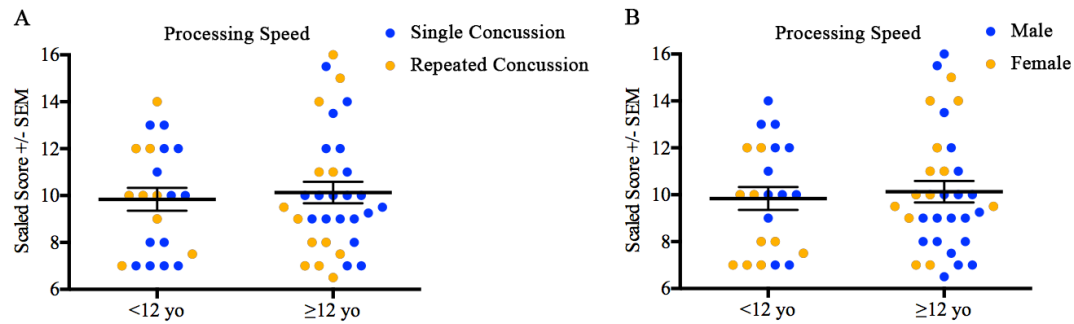 A
Processing Speed
Single Concussion
Repeated Concussion
Scaled Score +/- SEM
16
14
12
10
8
6
<12 yo
≥12 yo
B
Processing Speed
Male
Female
Scaled Score +/- SEM
16
14
12
10
8
6
<12 yo
≥12 yo